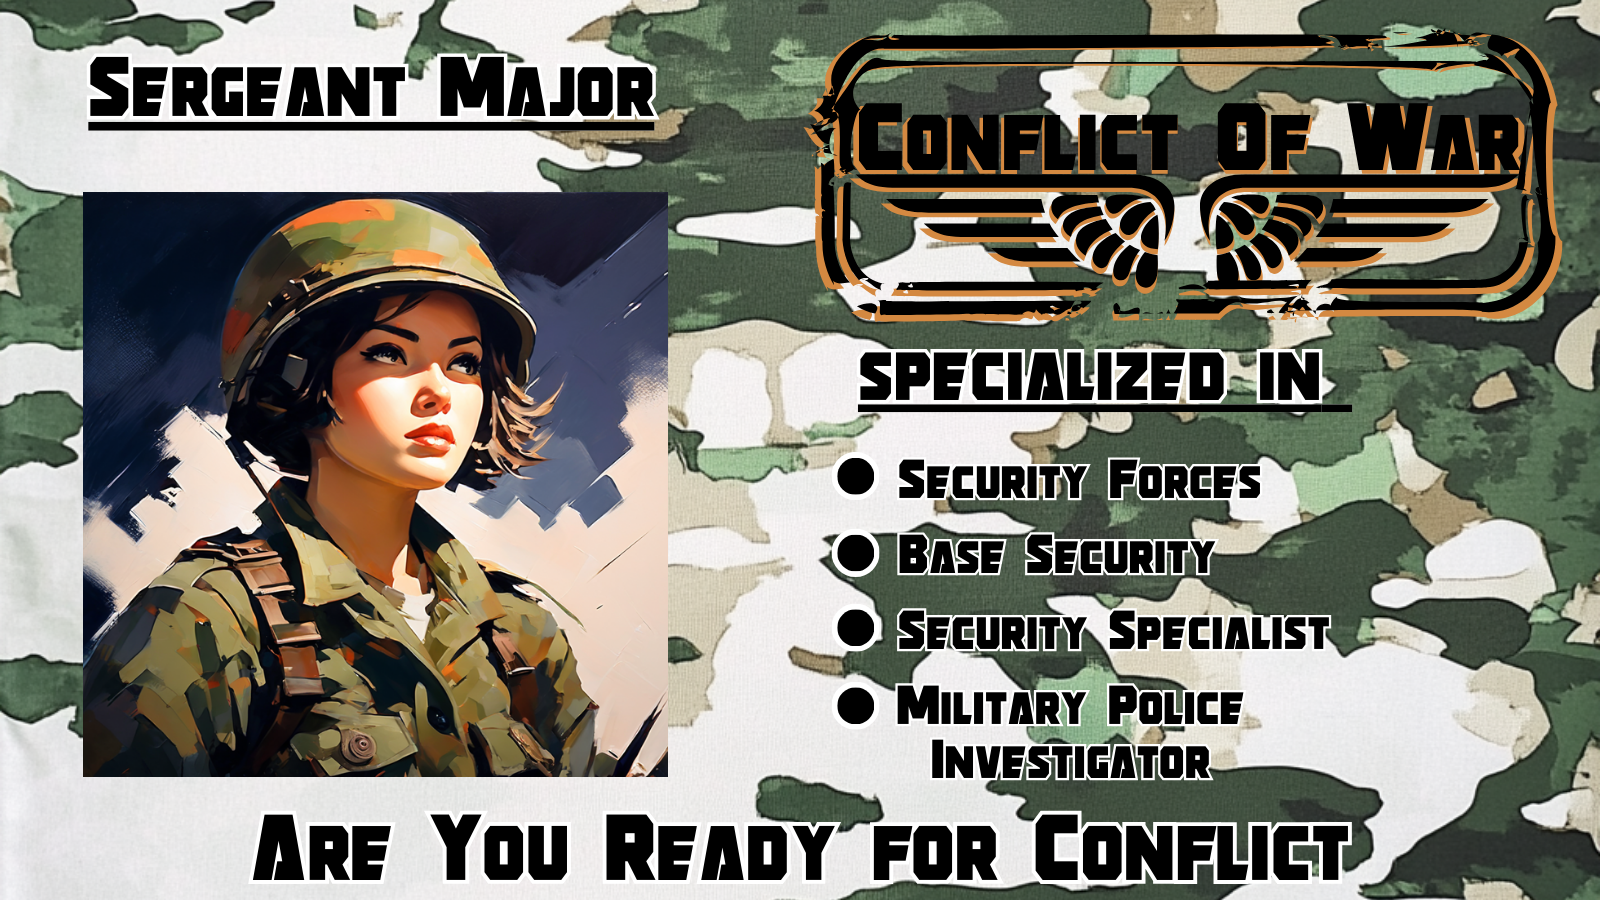 Sergeant Major
Conflict Of War
Specialized in
● Security Forces
● Base Security
● Security Specialist
● Military Police
Investigator
Are You Ready for Conflict